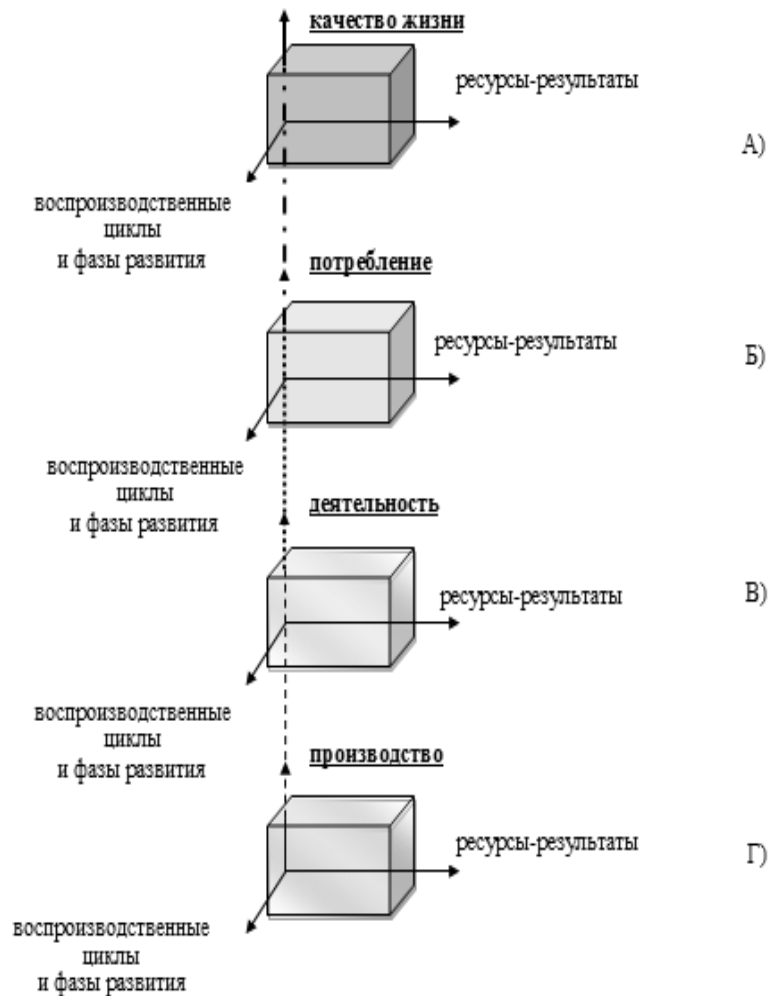 качество жизни
ресурсы-результаты
А)
воспроизводственные
циклы
и фазы развития
потребление
ресурсы-результаты
Б)
воспроизводственные
циклы
и фазы развития
деятельность
ресурсы-результаты
В)
воспроизводственные
циклы
и фазы развития
производство
ресурсы-результаты
Г)
воспроизводственные
циклы
и фазы развития